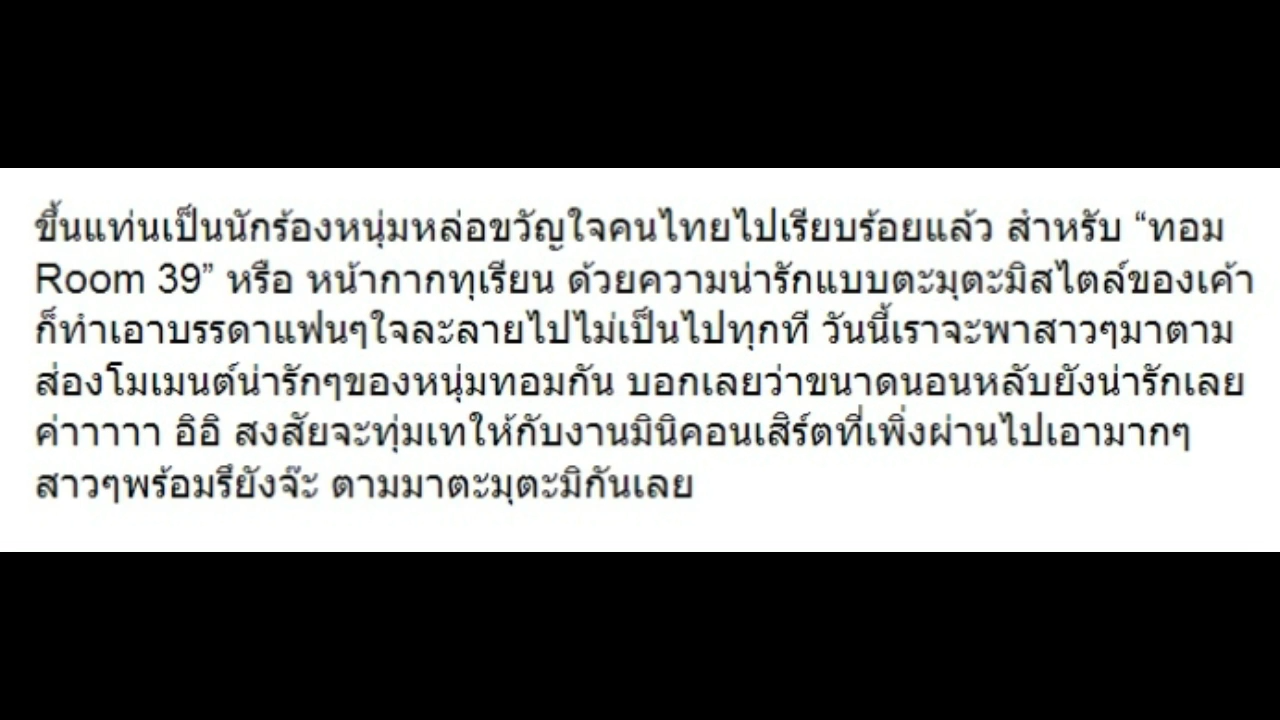 ขึ้นแท่นเป็นนักร้องหนุ่มหล่อขวัญใจคนไทยไปเรียบร้อยแล้ว สำหรับ “ทอม
Room 39” หรือ หน้ากากทุเรียน ด้วยความน่ารักแบบตะมุตะมิสไตล์ของเค้า
ก็ทำเอาบรรดาแฟนๆใจละลายไปไม่เป็นไปทุกที วันนี้เราจะพาสาวๆมาตาม
ส่องโมเมนต์น่ารักๆของหนุ่มทอมกัน บอกเลยว่าขนาดนอนหลับยังน่ารักเลย
ค่าาาาา อิอิ สงสัยจะทุ่มเทให้กับงานมินิคอนเสิร์ตที่เพิ่งผ่านไปเอามากๆ
สาวๆพร้อมรึยังจ๊ะ ตามมาตะมุตะมิกันเลย